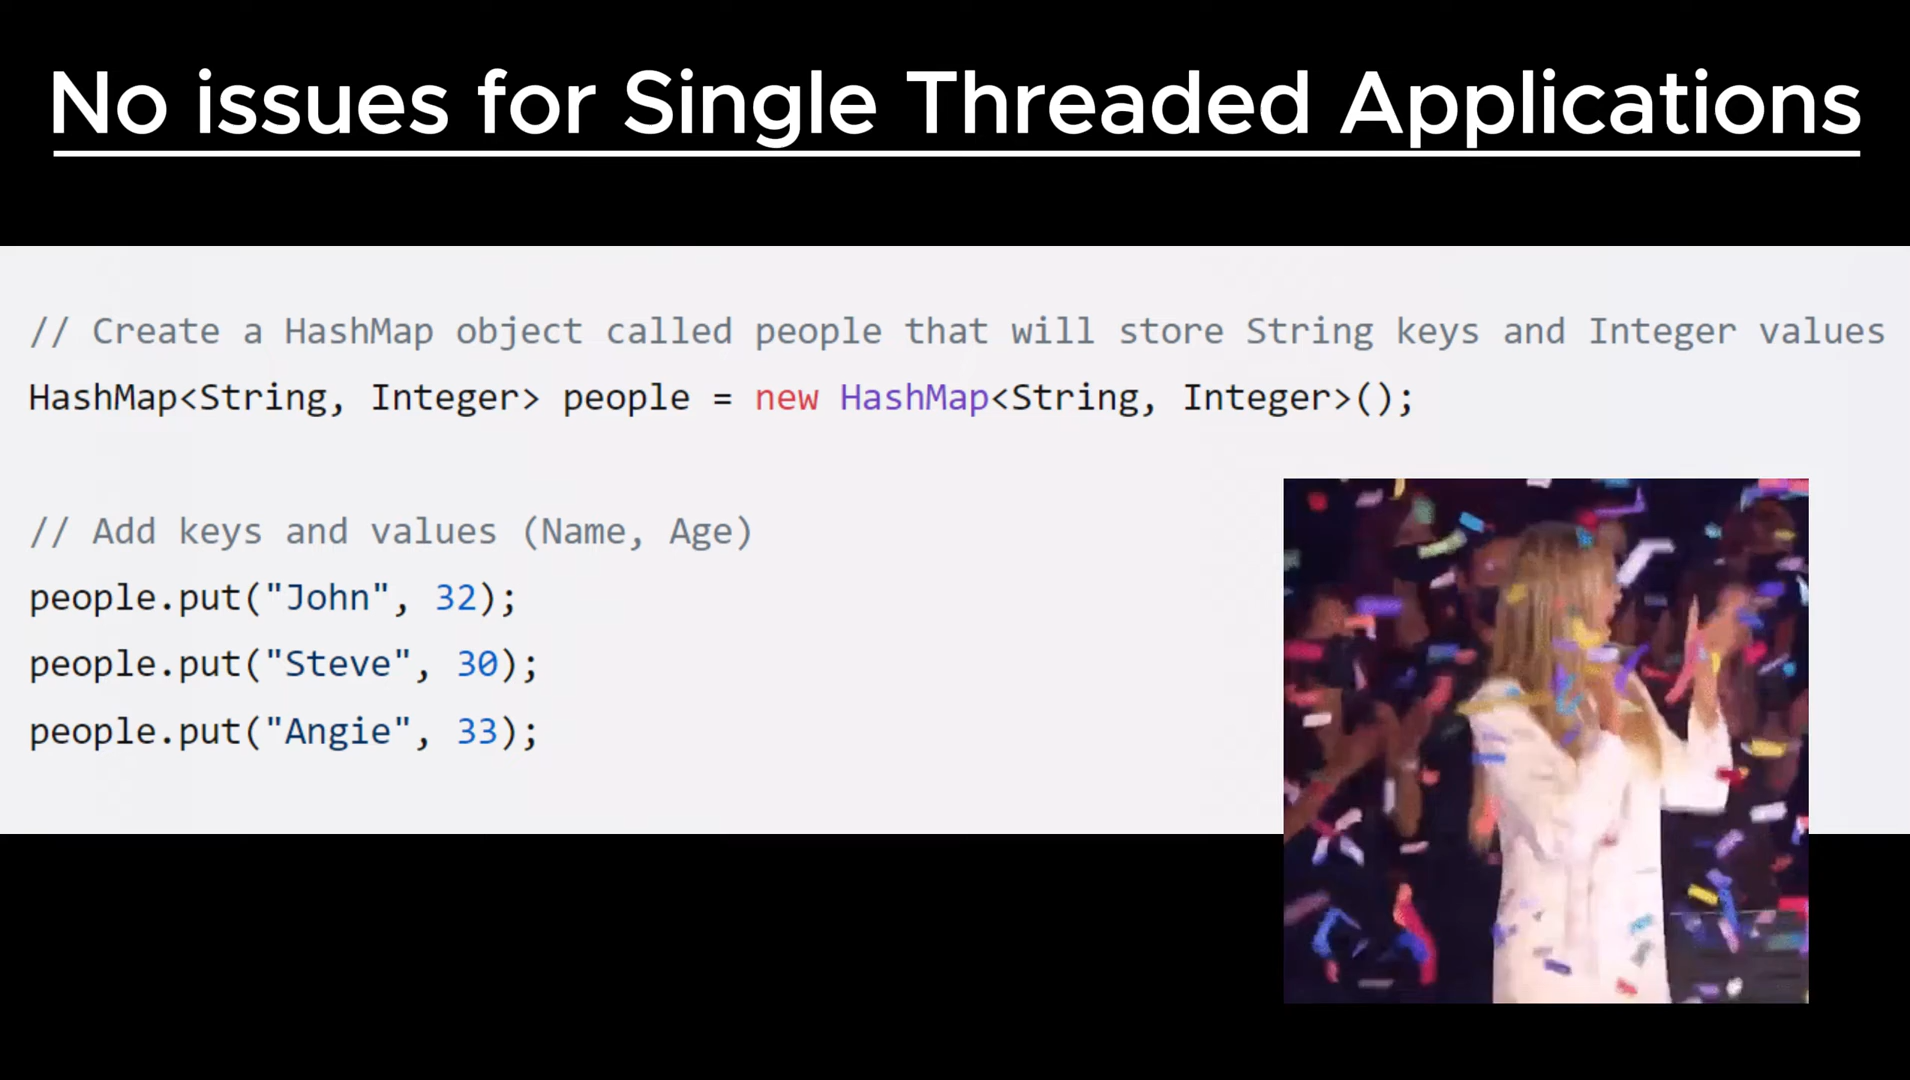 No issues for Single Threaded Applications
// Create a HashMap object called people that will store String keys and Integer values
HashMap<String, Integer> people = new HashMap<String, Integer>();
// Add keys and values (Name, Age)
people.put("John", 32);
people.put("Steve", 30);
people.put("Angie", 33);